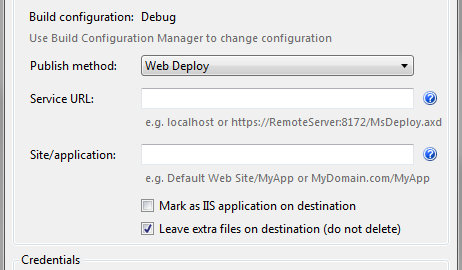 Build configuration: Debug
Use Build Configuration Manager to change configuration
Publish method: Web Deploy
Service URL:
e.g. localhost or https://RemoteServer:8172/MsDeploy.axd
Site/application:
e.g. Default Web Site/MyApp or MyDomain.com/MyApp
Mark as IIS application on destination
Leave extra files on destination (do not delete)
Credentials